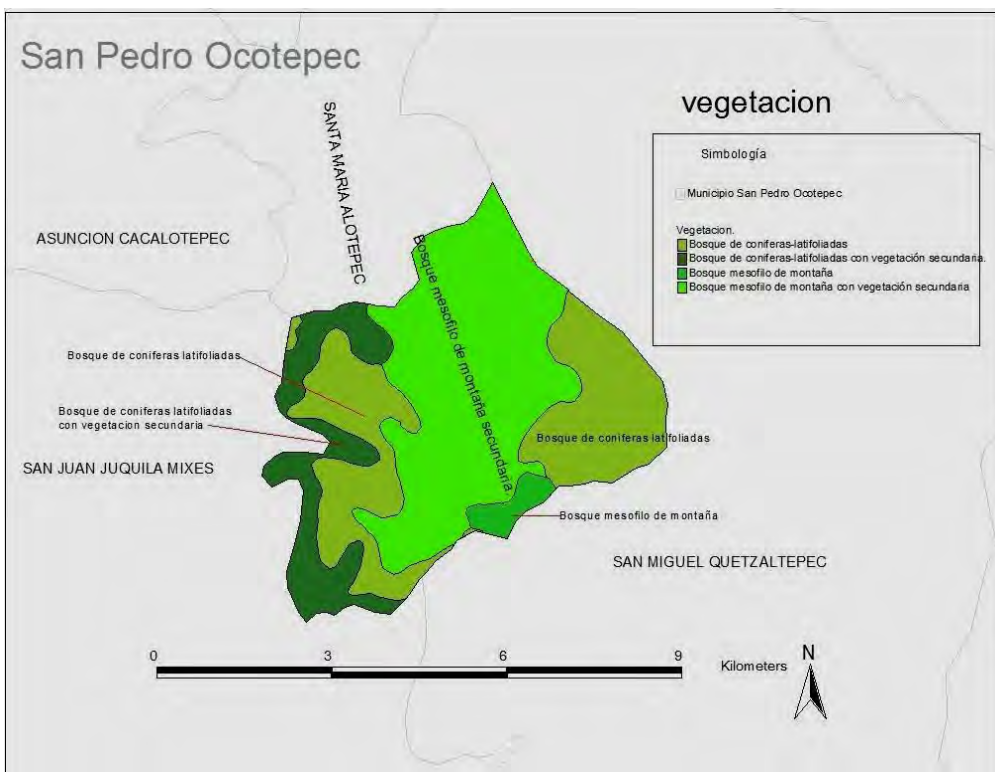 San Pedro Ocotepec
vegetacion
Simbología
Municipio San Pedro Ocotepec
Vegetacion.
Bosque de coniferas-latifoliadas
Bosque de coniferas-latifoliadas con vegetación secundaria.
Bosque mesofilo de montaña
Bosque mesofilo de montaña con vegetación secundaria
SANTA MARIA ALOTEPEC
ASUNCION CACALOTEPEC
Bosque mesofilo de montaña secundaria.
Bosque de coniferas latifoliadas
Bosque de coniferas latifoliadas
con vegetacion secundaria
Bosque de coniferas latifoliadas
SAN JUAN JUQUILA MIXES
Bosque mesofilo de montaña
SAN MIGUEL QUETZALTEPEC
0 3 6 9
Kilometers
N